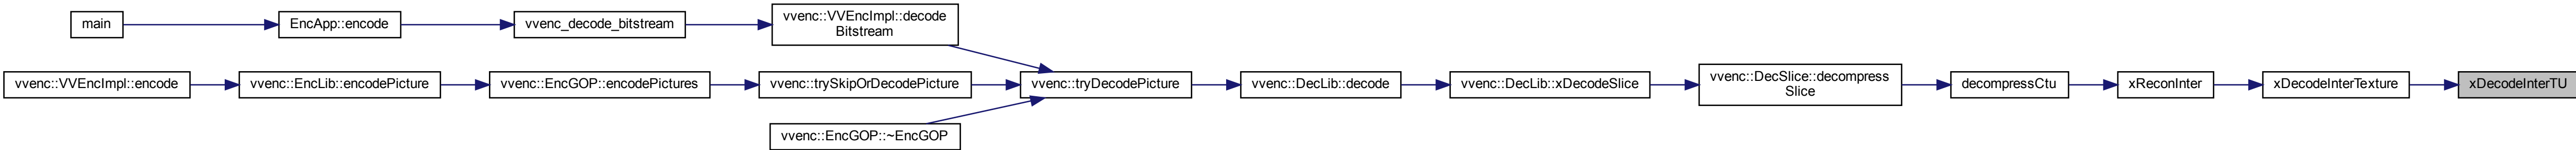 main
EncApp::encode
vvenc_decode_bitstream
vvenc::VVEncImpl::decode
Bitstream
vvenc::VVEncImpl::encode
vvenc::EncLib::encodePicture
vvenc::EncGOP::encodePictures
vvenc::trySkipOrDecodePicture
vvenc::tryDecodePicture
vvenc::DecLib::decode
vvenc::DecLib::xDecodeSlice
vvenc::DecSlice::decompress
Slice
decompressCtu
xReconInter
xDecodeInterTexture
xDecodeInterTU
vvenc::EncGOP::~EncGOP